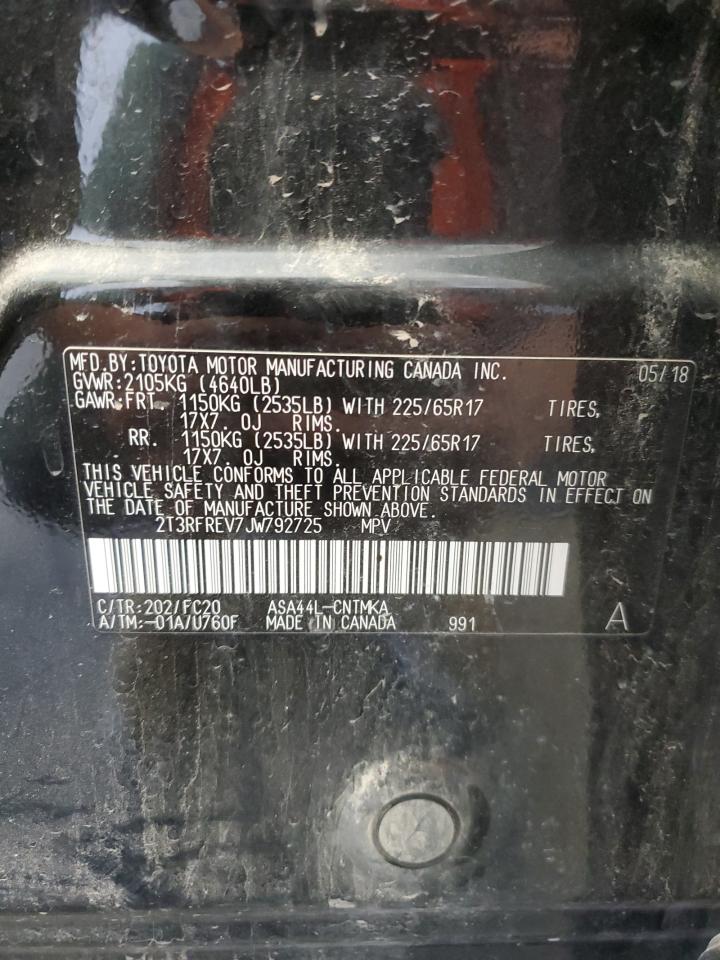 MFD.BY:TOYOTA MOTOR MANUFACTURING CANADA INC. 05/18
GVWR:2105KG (4640LB)
GAWR:FRT. 1150KG (2535LB) WITH 225/65R17 TIRES,
17X7.0J RIMS.
RR. 1150KG (2535LB) WITH 225/65R17 TIRES,
17X7.0J RIMS.
THIS VEHICLE CONFORMS TO ALL APPLICABLE FEDERAL MOTOR
VEHICLE SAFETY AND THEFT PREVENTION STANDARDS IN EFFECT ON
THE DATE OF MANUFACTURE SHOWN ABOVE.
2T3RFREV7JW792725 MPV
C/TR:202/FC20 ASA44L-CNTMKA
A/TM:-01A/U760F MADE IN CANADA 991 A